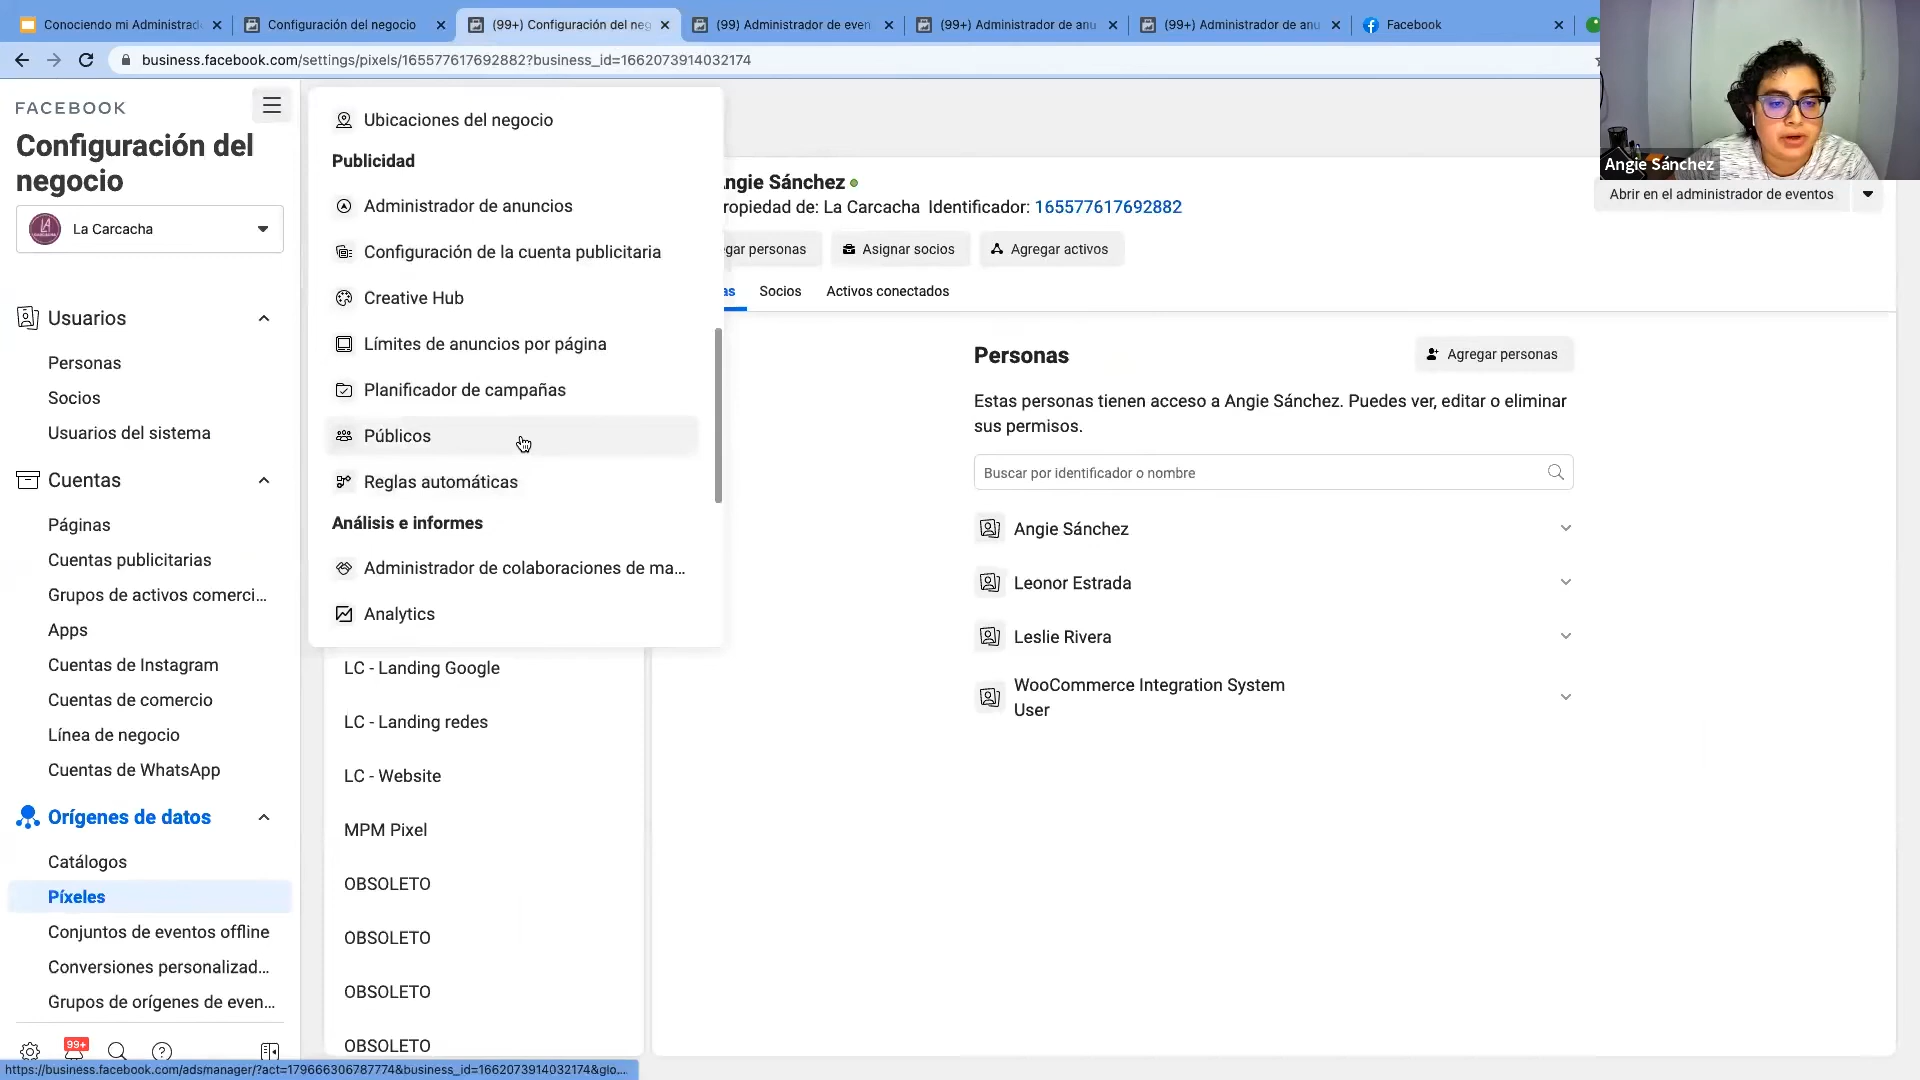 Conociendo mi Administrad
Configuración del negocio
(99+) Configuración del neg
(99) Administrador de even
(99+) Administrador de anu
(99+) Administrador de anu
Facebook
business.facebook.com/settings/pixels/165577617692882?business_id=1662073914032174
FACEBOOK
Configuración del
negocio
La Carcacha
Usuarios
Personas
Socios
Usuarios del sistema
Cuentas
Páginas
Cuentas publicitarias
Grupos de activos comerci...
Apps
Cuentas de Instagram
Cuentas de comercio
Línea de negocio
Cuentas de WhatsApp
Orígenes de datos
Catálogos
Píxeles
Conjuntos de eventos offline
Conversiones personalizad...
Grupos de orígenes de even...
99+
Ubicaciones del negocio
Publicidad
Administrador de anuncios
Configuración de la cuenta publicitaria
Creative Hub
Límites de anuncios por página
Planificador de campañas
Públicos
Reglas automáticas
Análisis e informes
Administrador de colaboraciones de ma...
Analytics
LC - Landing Google
LC - Landing redes
LC - Website
MPM Pixel
OBSOLETO
OBSOLETO
OBSOLETO
OBSOLETO
ngie Sánchez
ropiedad de: La Carcacha Identificador: 165577617692882
Abrir en el administrador de eventos
gar personas
Asignar socios
Agregar activos
as
Socios
Activos conectados
Personas
Agregar personas
Estas personas tienen acceso a Angie Sánchez. Puedes ver, editar o eliminar
sus permisos.
Buscar por identificador o nombre
Angie Sánchez
Leonor Estrada
Leslie Rivera
WooCommerce Integration System
User
Angie Sánchez
https://business.facebook.com/adsmanager/?act=179666306787774&business_id=1662073914032174&glo...